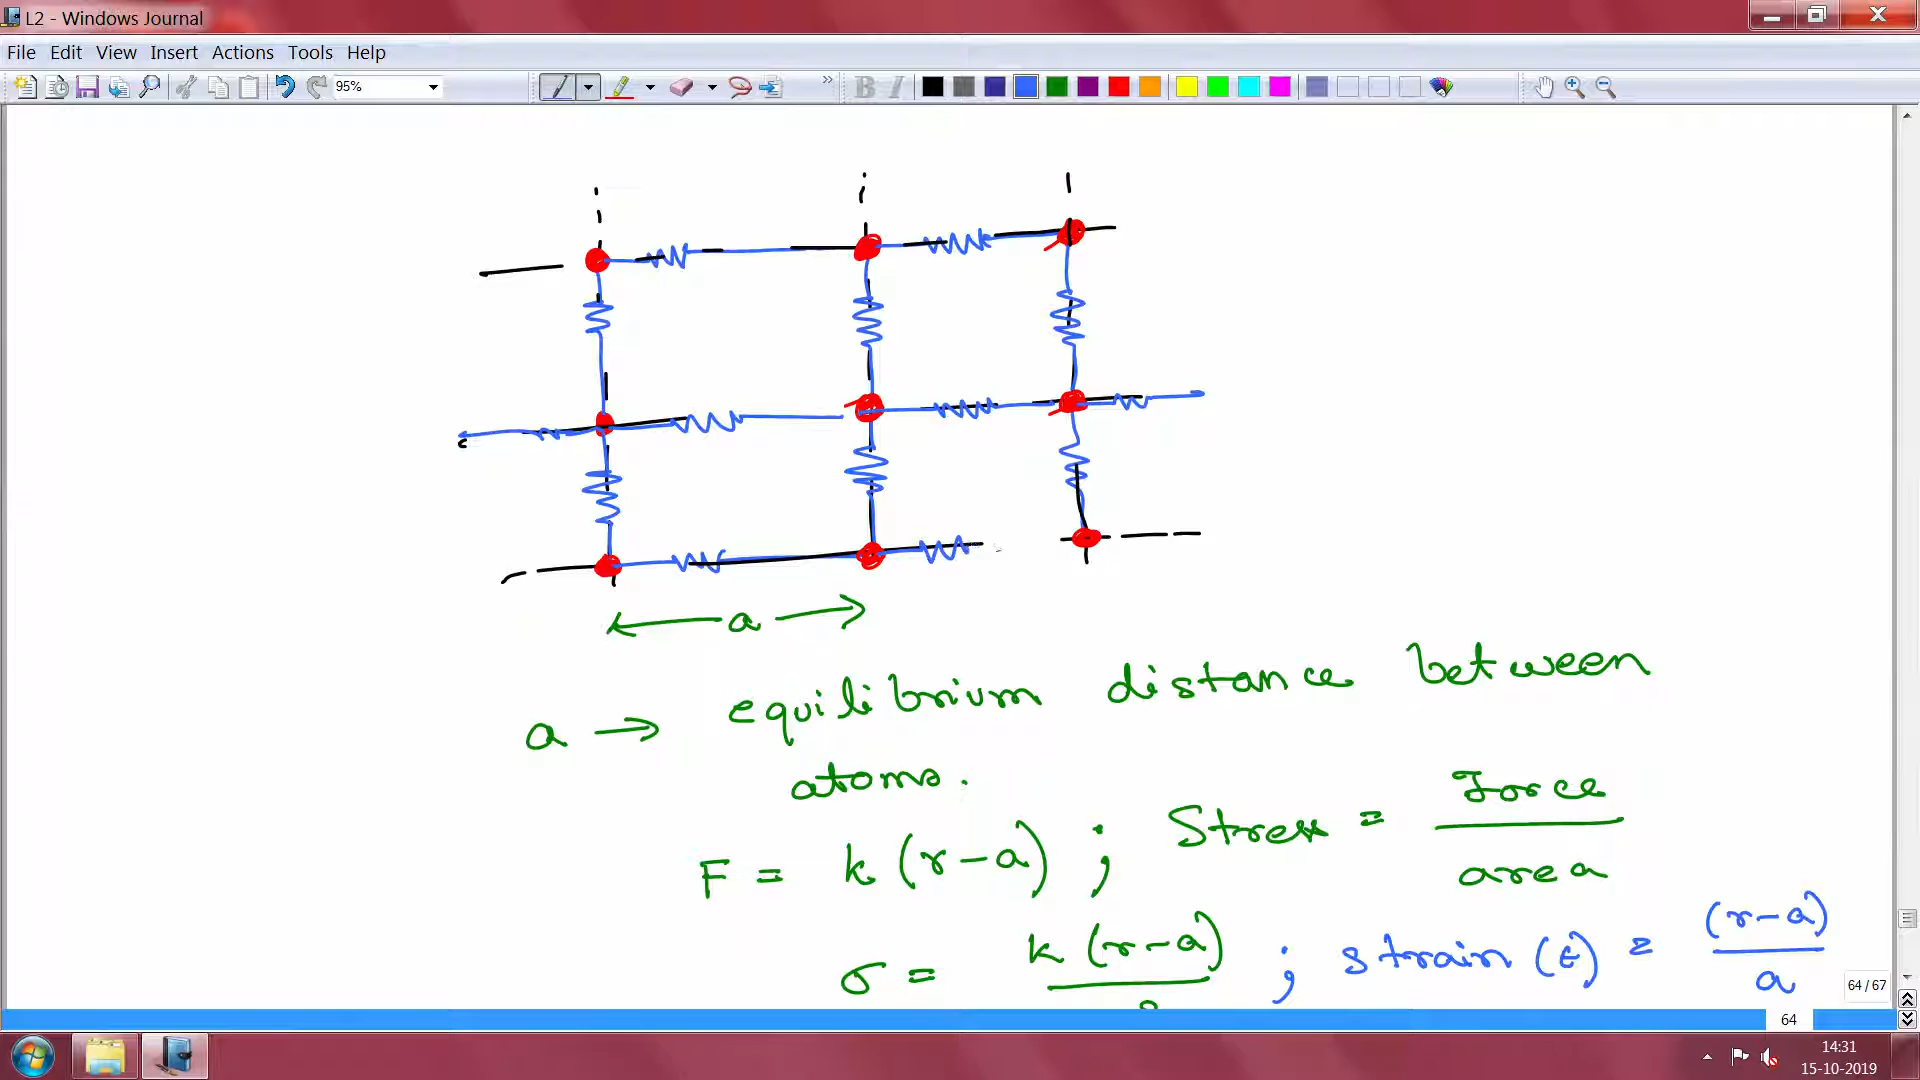 L2 - Windows Journal
File Edit View Insert Actions Tools Help
95%
B I
a
a → equilibrium distance between
atoms.
F = k (r-a) ; Stress = Force / area
σ = k (r-a) ; strain (ε) = (r-a) / a
64 / 67
64
14:31
15-10-2019